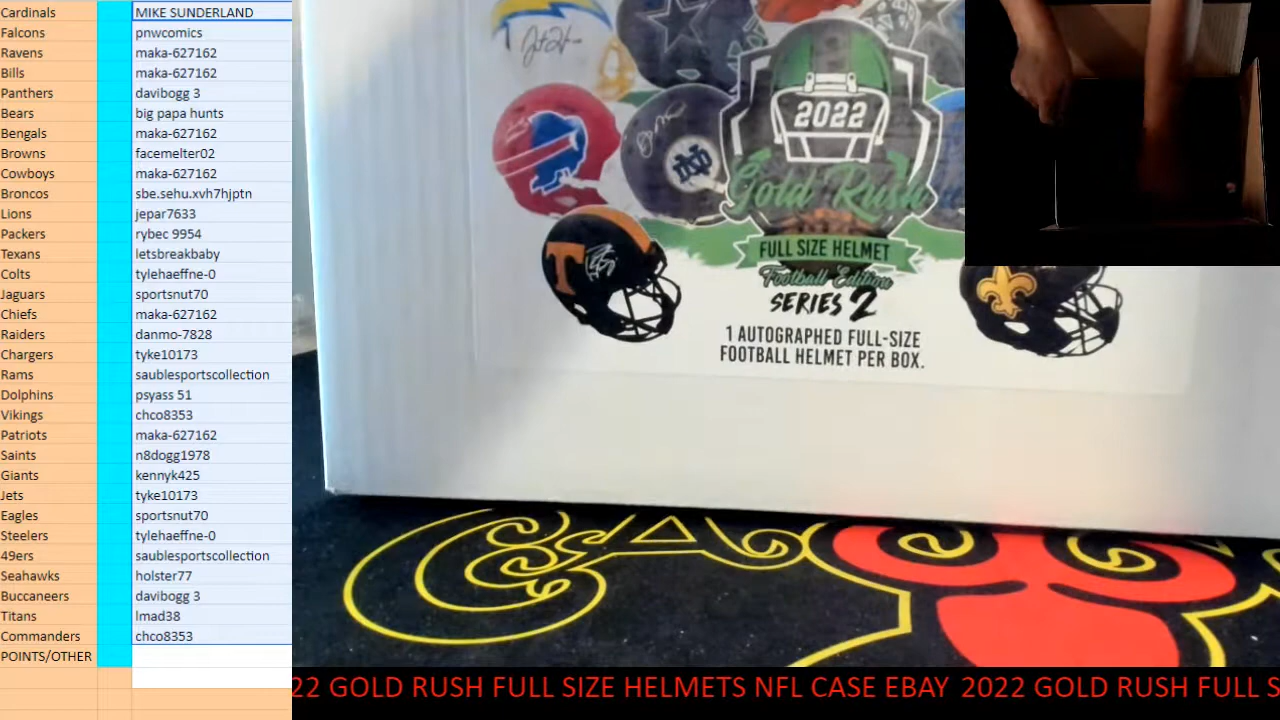 Cardinals MIKE SUNDERLAND
Falcons pnwcomics
Ravens maka-627162
Bills maka-627162
Panthers davibogg 3
Bears big papa hunts
Bengals maka-627162
Browns facemelter02
Cowboys maka-627162
Broncos sbe.sehu.xvh7hjptn
Lions jepar7633
Packers rybec 9954
Texans letsbreakbaby
Colts tylehaeffne-0
Jaguars sportsnut70
Chiefs maka-627162
Raiders danmo-7828
Chargers tyke10173
Rams saublesportscollection
Dolphins psyass 51
Vikings chco8353
Patriots maka-627162
Saints n8dogg1978
Giants kennyk425
Jets tyke10173
Eagles sportsnut70
Steelers tylehaeffne-0
49ers saublesportscollection
Seahawks holster77
Buccaneers davibogg 3
Titans lmad38
Commanders chco8353
POINTS/OTHER
2022
Gold Rush
FULL SIZE HELMET
Football Edition
SERIES 2
1 AUTOGRAPHED FULL-SIZE
FOOTBALL HELMET PER BOX.
ND
T
22 GOLD RUSH FULL SIZE HELMETS NFL CASE EBAY 2022 GOLD RUSH FULL S